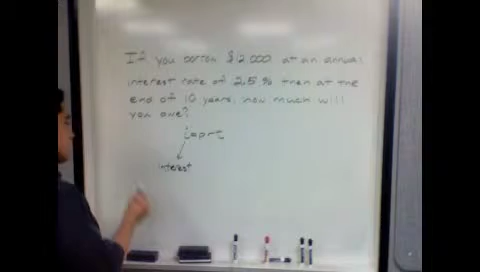 If you borrow $12,000 at an annual
interest rate of 2.5% then at the
end of 10 years, how much will
you owe?
i=prt
interest